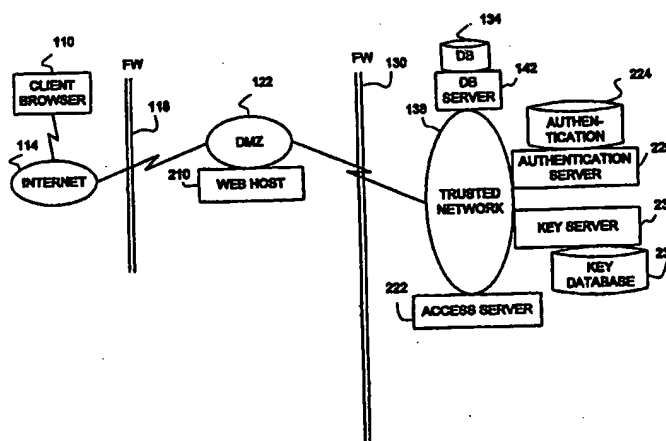 110
CLIENT
BROWSER
114
INTERNET
FW
118
122
DMZ
210
WEB HOST
FW
130
134
DB
DB
SERVER
142
138
TRUSTED
NETWORK
224
AUTHEN-
TICATION
AUTHENTICATION
SERVER
KEY SERVER
KEY
DATABASE
222
ACCESS SERVER